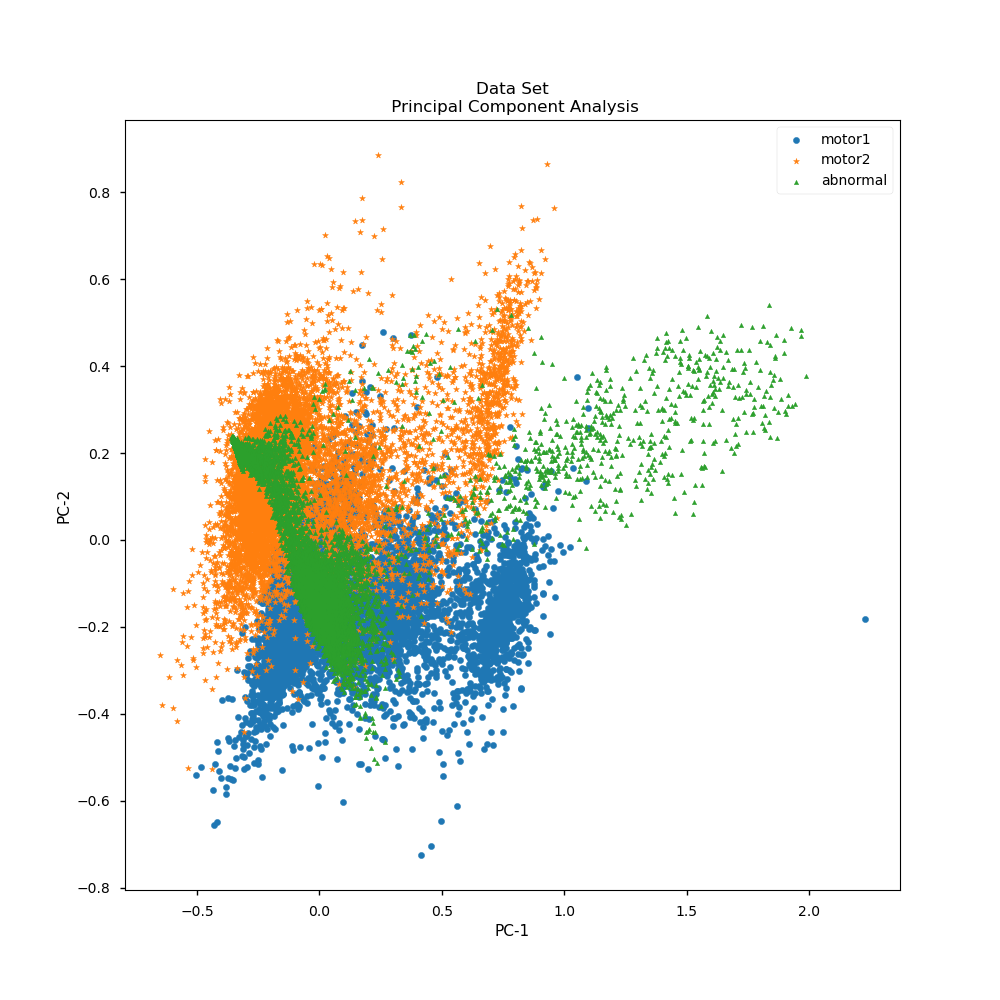 Data Set
Principal Component Analysis
motor1
motor2
abnormal
0.8
0.6
0.4
0.2
0.0
−0.2
−0.4
−0.6
−0.8
PC-2
−0.5
0.0
0.5
1.0
1.5
2.0
PC-1